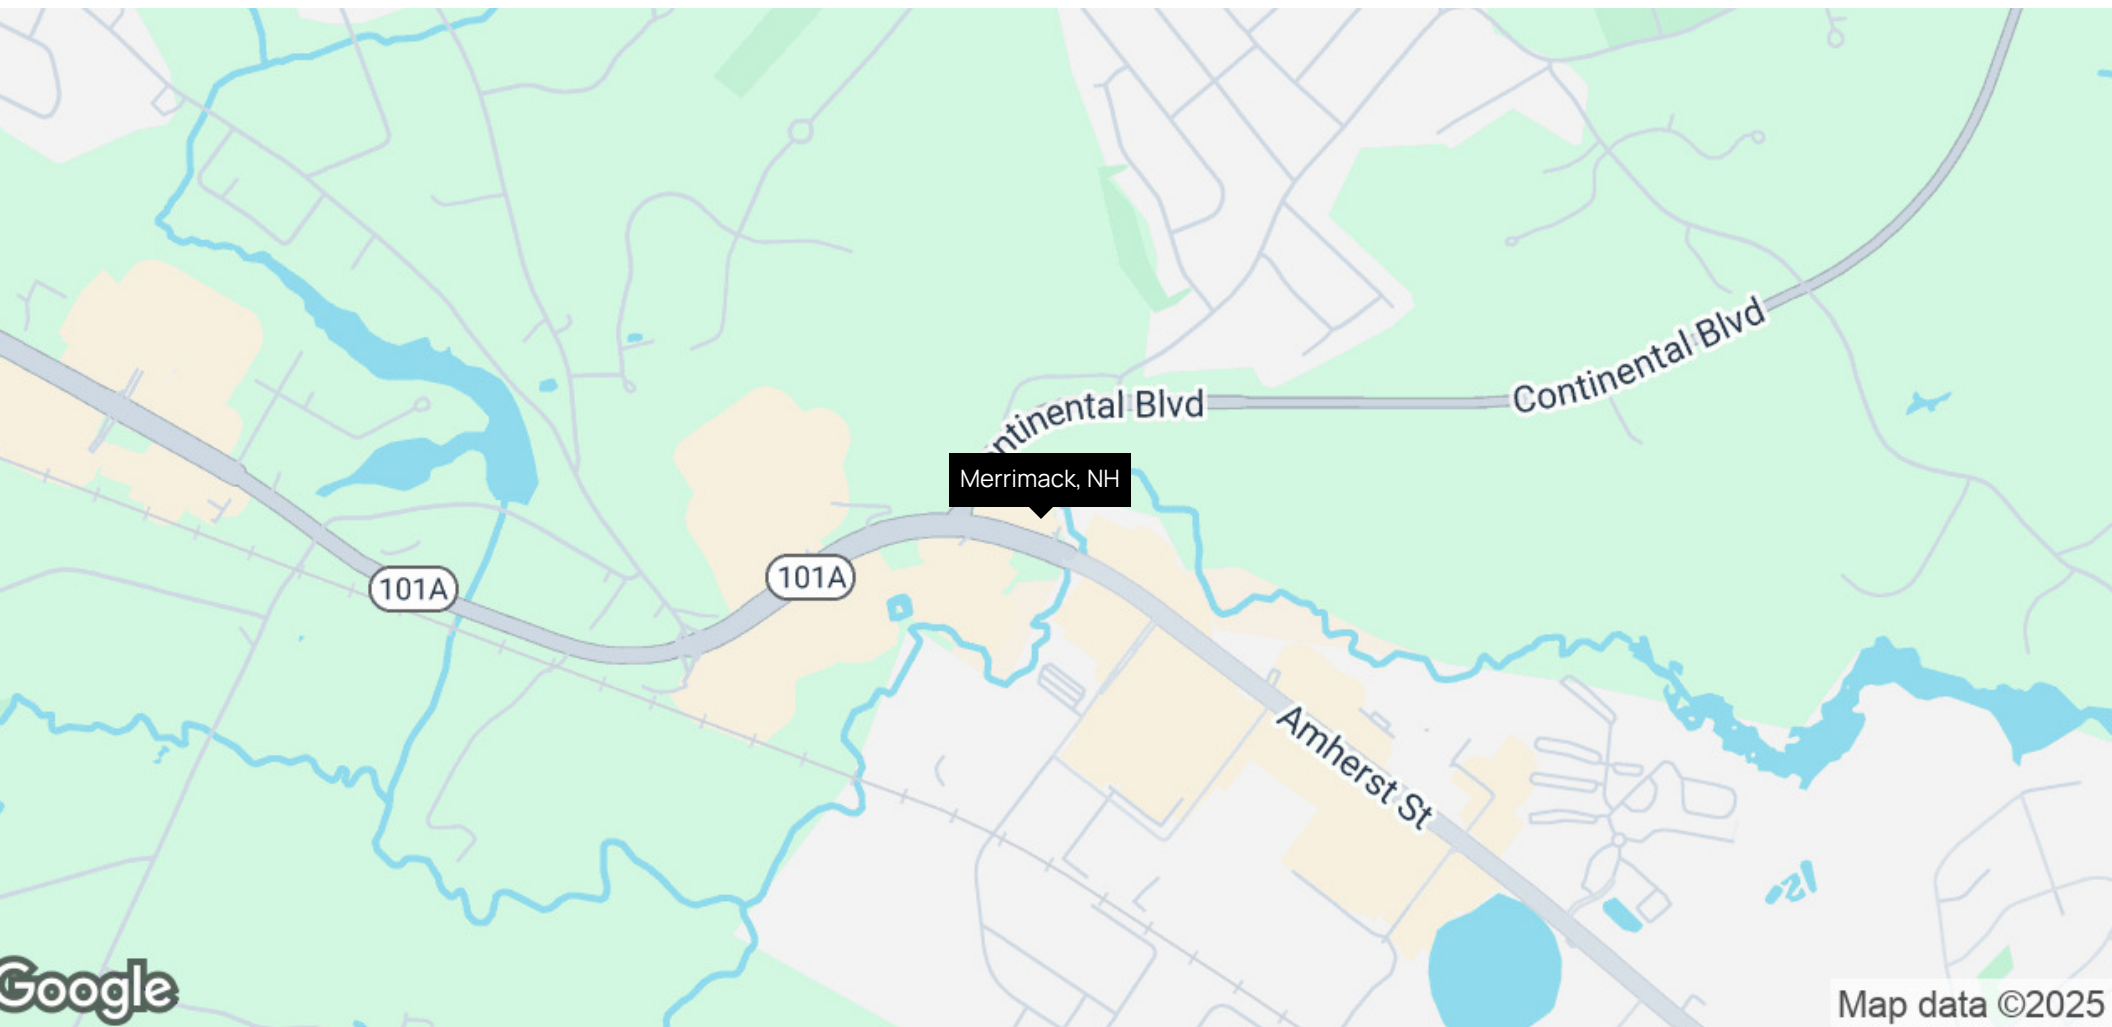 Continental Blvd
ntinental Blvd
Merrimack, NH
101A
101A
Amherst St
Google
Map data ©2025